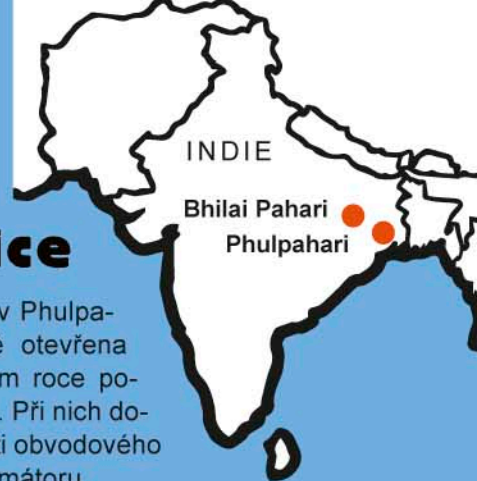 INDIE
Bhilai Pahari
Phulpahari
ice
v Phulpa-
e otevřena
m roce po-
. Při nich do-
i obvodového
mátoru